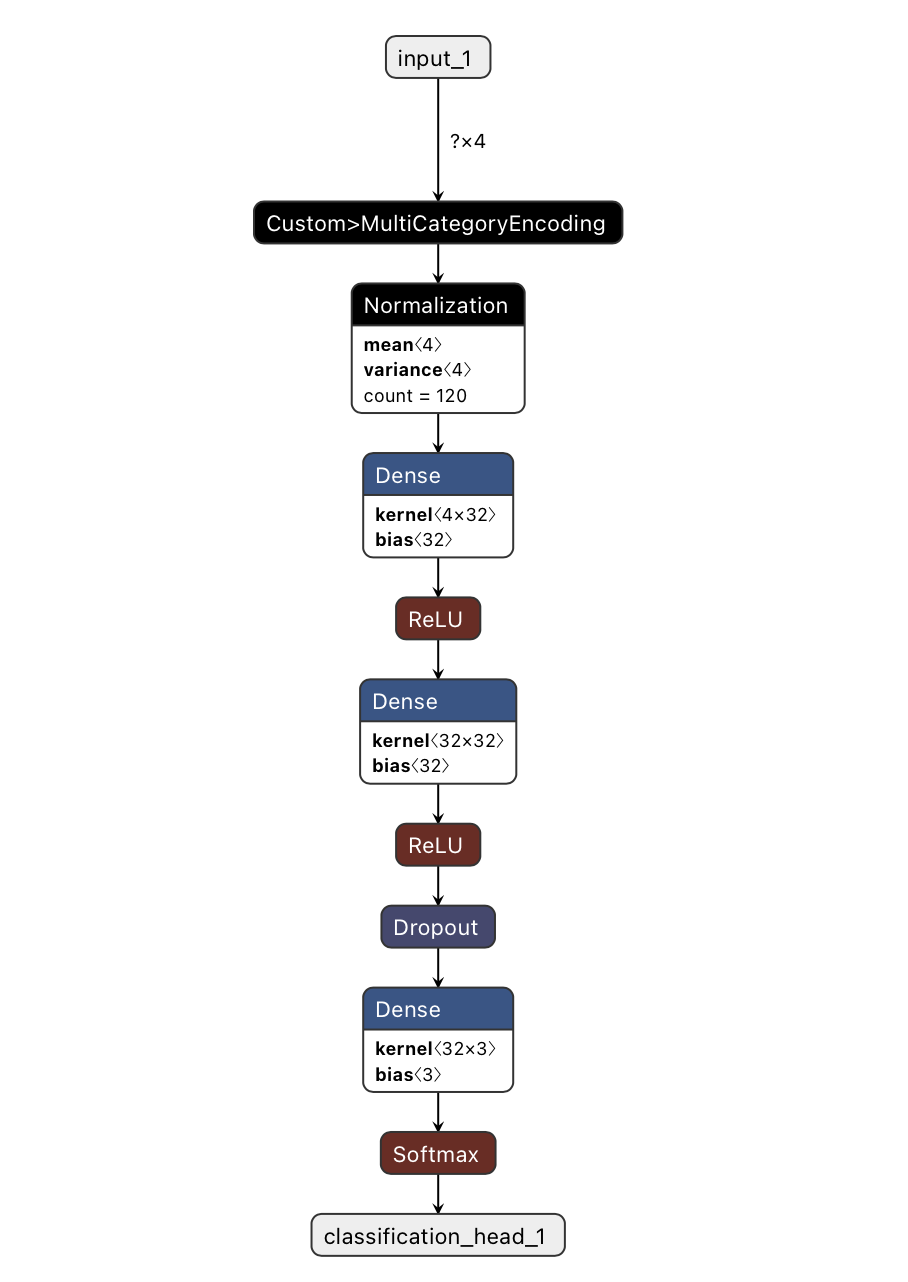 input_1
?×4
Custom>MultiCategoryEncoding
Normalization
mean〈4〉
variance〈4〉
count = 120
Dense
kernel〈4×32〉
bias〈32〉
ReLU
Dense
kernel〈32×32〉
bias〈32〉
ReLU
Dropout
Dense
kernel〈32×3〉
bias〈3〉
Softmax
classification_head_1